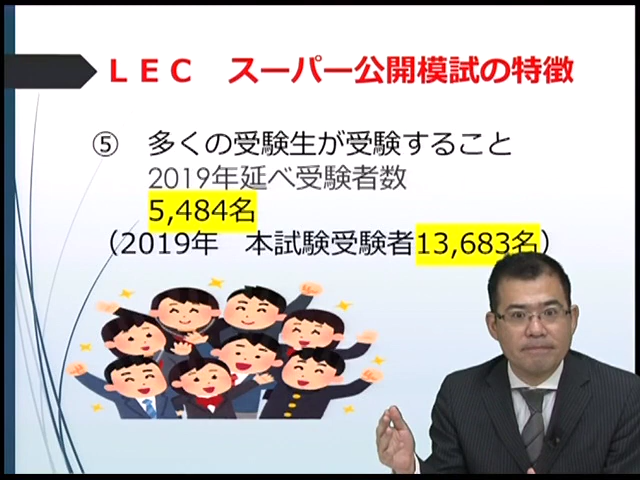 ＬＥＣ　スーパー公開模試の特徴
⑤　多くの受験生が受験すること
2019年延べ受験者数
5,484名
（2019年　本試験受験者13,683名）